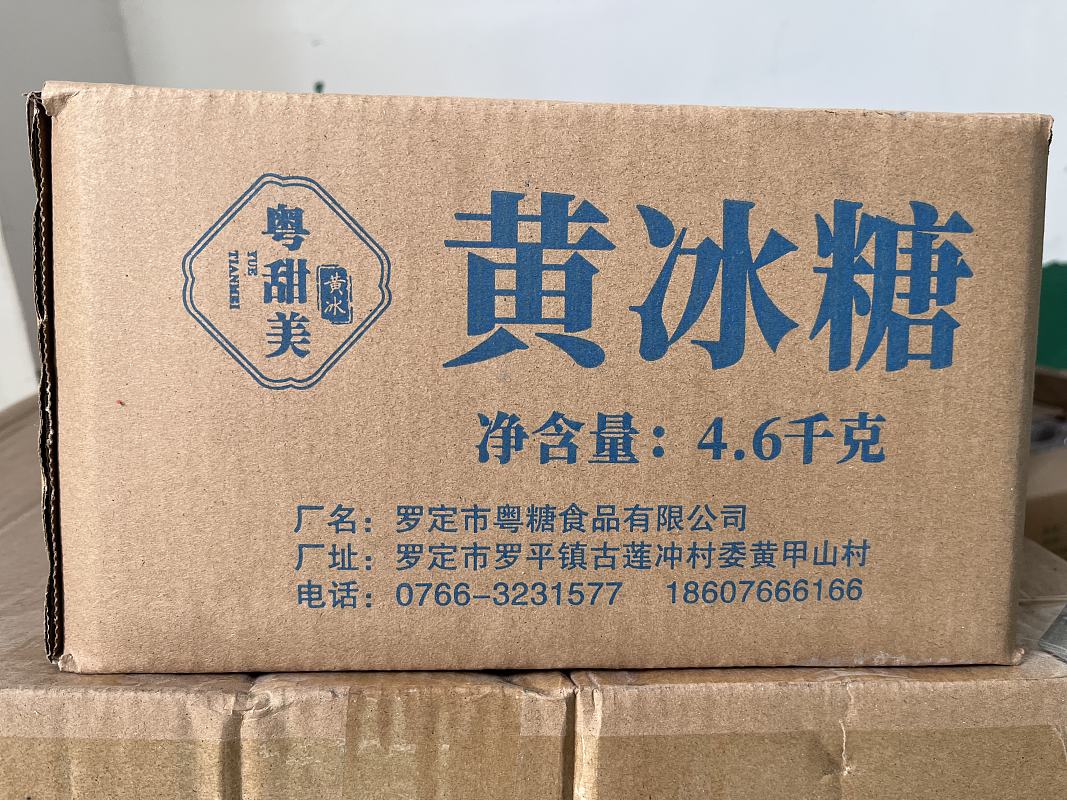 粤甜美
YUE
TIANMEI
黄冰
黄冰糖
净含量：4.6千克
厂名：罗定市粤糖食品有限公司
厂址：罗定市罗平镇古莲冲村委黄甲山村
电话：0766-3231577 18607666166